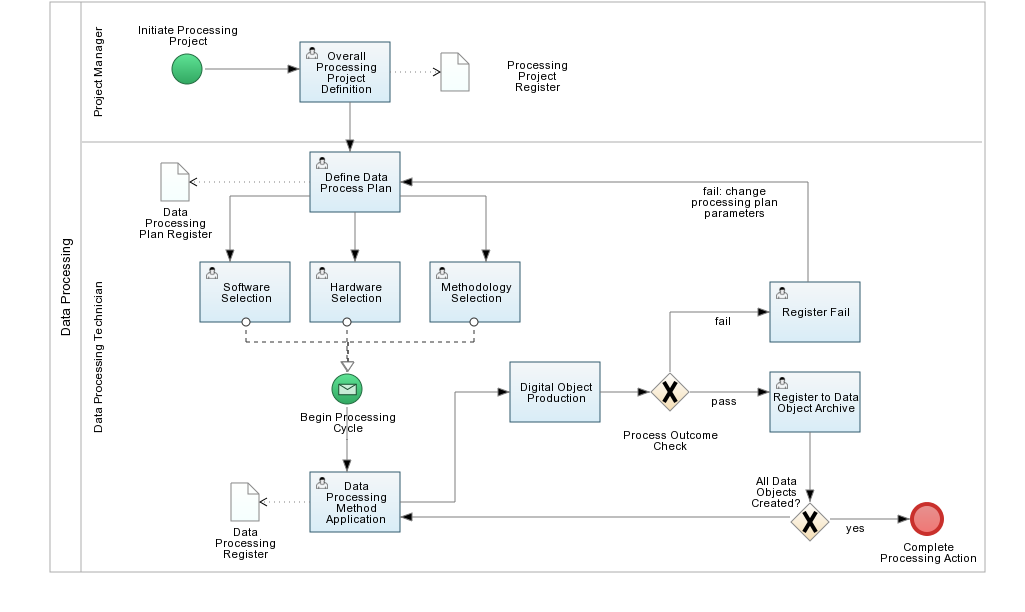 Data Processing
Project Manager
Initiate Processing
Project
Overall
Processing
Project
Definition
Processing
Project
Register
Data Processing Technician
Define Data
Process Plan
Data
Processing
Plan Register
fail: change
processing plan
parameters
Software
Selection
Hardware
Selection
Methodology
Selection
Register Fail
fail
Begin Processing
Cycle
Digital Object
Production
pass
Register to Data
Object Archive
Process Outcome
Check
Data
Processing
Method
Application
Data
Processing
Register
All Data
Objects
Created?
yes
Complete
Processing Action